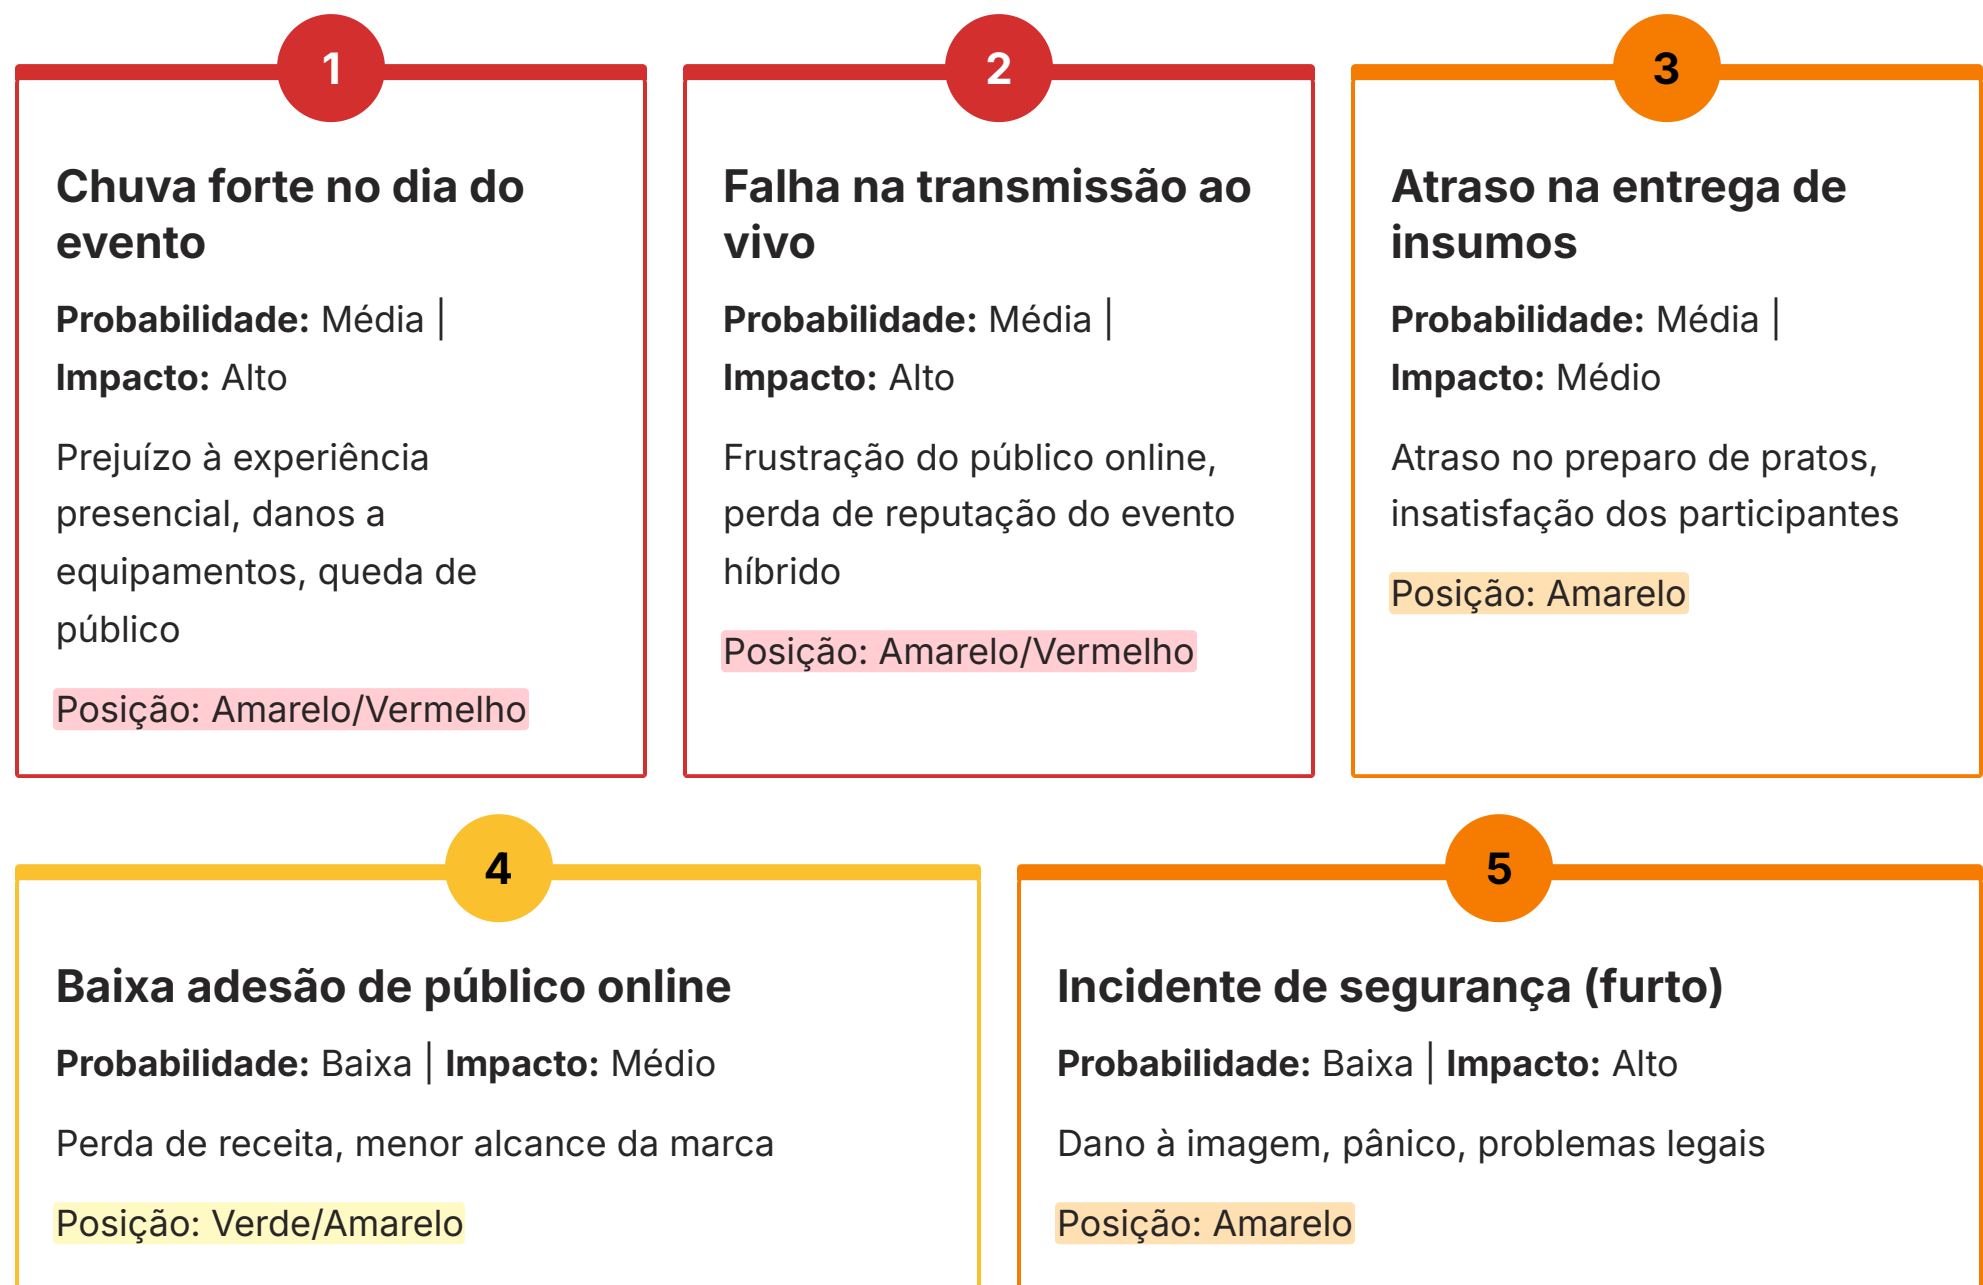 1
Chuva forte no dia do
evento
Probabilidade: Média |
Impacto: Alto
Prejuízo à experiência
presencial, danos a
equipamentos, queda de
público
Posição: Amarelo/Vermelho
2
Falha na transmissão ao
vivo
Probabilidade: Média |
Impacto: Alto
Frustração do público online,
perda de reputação do evento
híbrido
Posição: Amarelo/Vermelho
3
Atraso na entrega de
insumos
Probabilidade: Média |
Impacto: Médio
Atraso no preparo de pratos,
insatisfação dos participantes
Posição: Amarelo
4
Baixa adesão de público online
Probabilidade: Baixa | Impacto: Médio
Perda de receita, menor alcance da marca
Posição: Verde/Amarelo
5
Incidente de segurança (furto)
Probabilidade: Baixa | Impacto: Alto
Dano à imagem, pânico, problemas legais
Posição: Amarelo